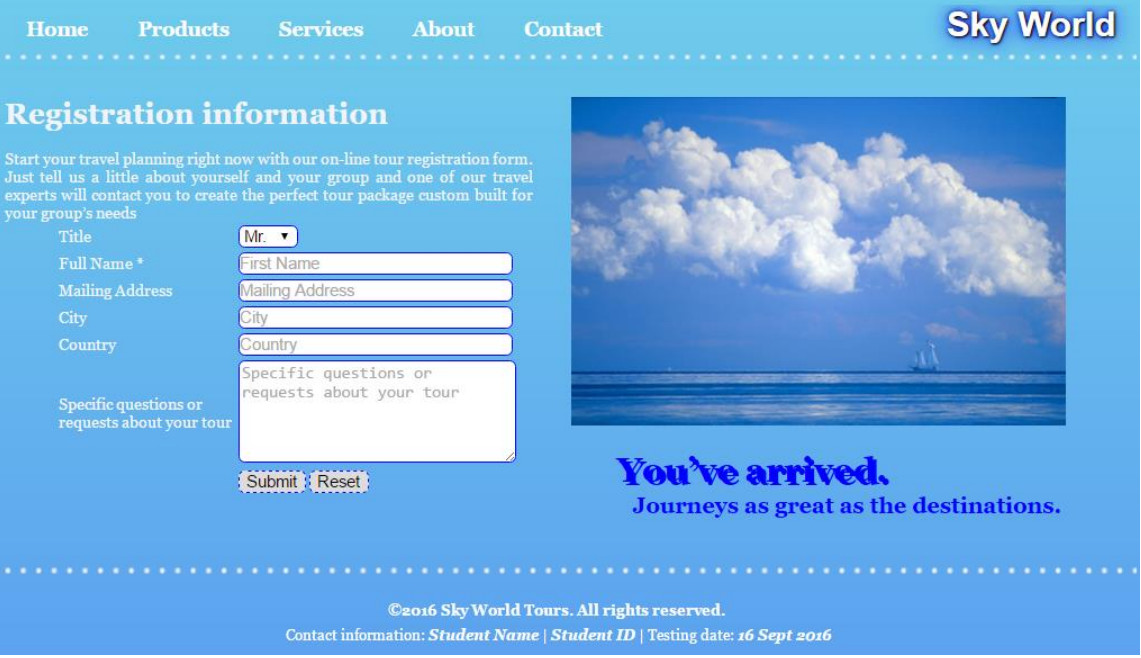 Home Products Services About Contact
Sky World
Registration information
Start your travel planning right now with our on-line tour registration form.
Just tell us a little about yourself and your group and one of our travel
experts will contact you to create the perfect tour package custom built for
your group's needs
Title Mr.
Full Name * First Name
Mailing Address Mailing Address
City City
Country Country
Specific questions or
requests about your tour
Specific questions or
requests about your tour
Submit Reset
You've arrived.
Journeys as great as the destinations.
©2016 Sky World Tours. All rights reserved.
Contact information: Student Name | Student ID | Testing date: 16 Sept 2016